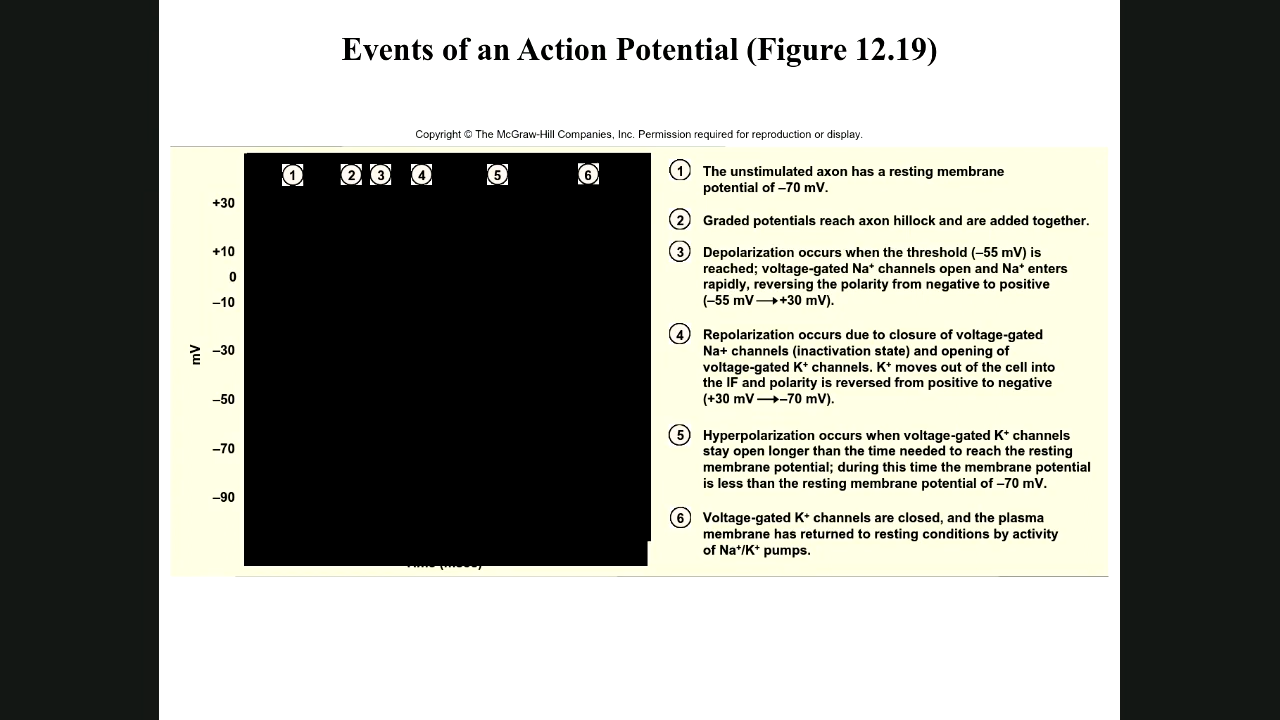 Events of an Action Potential (Figure 12.19)
Copyright © The McGraw-Hill Companies, Inc. Permission required for reproduction or display.
1 2 3 4 5 6
+30
+10
0
–10
–30
–50
–70
–90
mV
1 The unstimulated axon has a resting membrane
potential of –70 mV.
2 Graded potentials reach axon hillock and are added together.
3 Depolarization occurs when the threshold (–55 mV) is
reached; voltage-gated Na⁺ channels open and Na⁺ enters
rapidly, reversing the polarity from negative to positive
(–55 mV → +30 mV).
4 Repolarization occurs due to closure of voltage-gated
Na+ channels (inactivation state) and opening of
voltage-gated K⁺ channels. K⁺ moves out of the cell into
the IF and polarity is reversed from positive to negative
(+30 mV → –70 mV).
5 Hyperpolarization occurs when voltage-gated K⁺ channels
stay open longer than the time needed to reach the resting
membrane potential; during this time the membrane potential
is less than the resting membrane potential of –70 mV.
6 Voltage-gated K⁺ channels are closed, and the plasma
membrane has returned to resting conditions by activity
of Na⁺/K⁺ pumps.